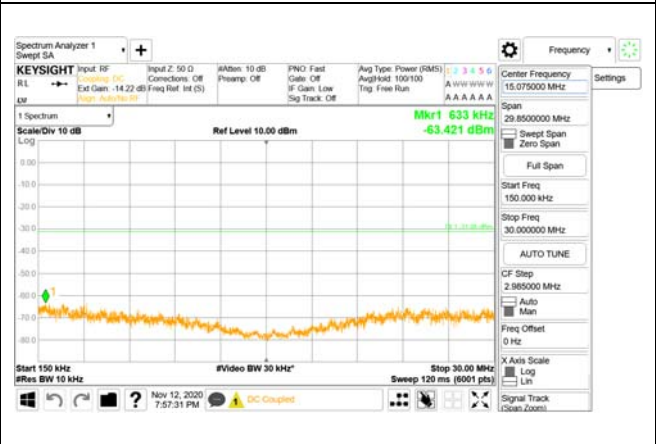 Spectrum Analyzer 1
Swept SA
Frequency
KEYSIGHT
RL
Input: RF
Coupling: DC
Ext Gain: -14.22 dB
Align: Auto/No RF
Input Z: 50 Ω
Corrections: Off
Freq Ref: Int (S)
#Atten: 10 dB
Preamp: Off
PNO: Fast
Gate: Off
IF Gain: Low
Sig Track: Off
Avg Type: Power (RMS)
Avg|Hold: 100/100
Trig: Free Run
1 2 3 4 5 6
A W W W W W
A A A A A A
1 Spectrum
Scale/Div 10 dB
Log
Ref Level 10.00 dBm
Mkr1 633 kHz
-63.421 dBm
0.00
-10.0
-20.0
-30.0
-40.0
-50.0
-60.0
-70.0
-80.0
1
Start 150 kHz
#Res BW 10 kHz
#Video BW 30 kHz*
Stop 30.00 MHz
Sweep 120 ms (6001 pts)
Nov 12, 2020
7:57:31 PM
DC Coupled
Settings
Center Frequency
15.075000 MHz
Span
29.8500000 MHz
Swept Span
Zero Span
Full Span
Start Freq
150.000 kHz
Stop Freq
30.000000 MHz
AUTO TUNE
CF Step
2.985000 MHz
Auto
Man
Freq Offset
0 Hz
X Axis Scale
Log
Lin
Signal Track
(Span Zoom)